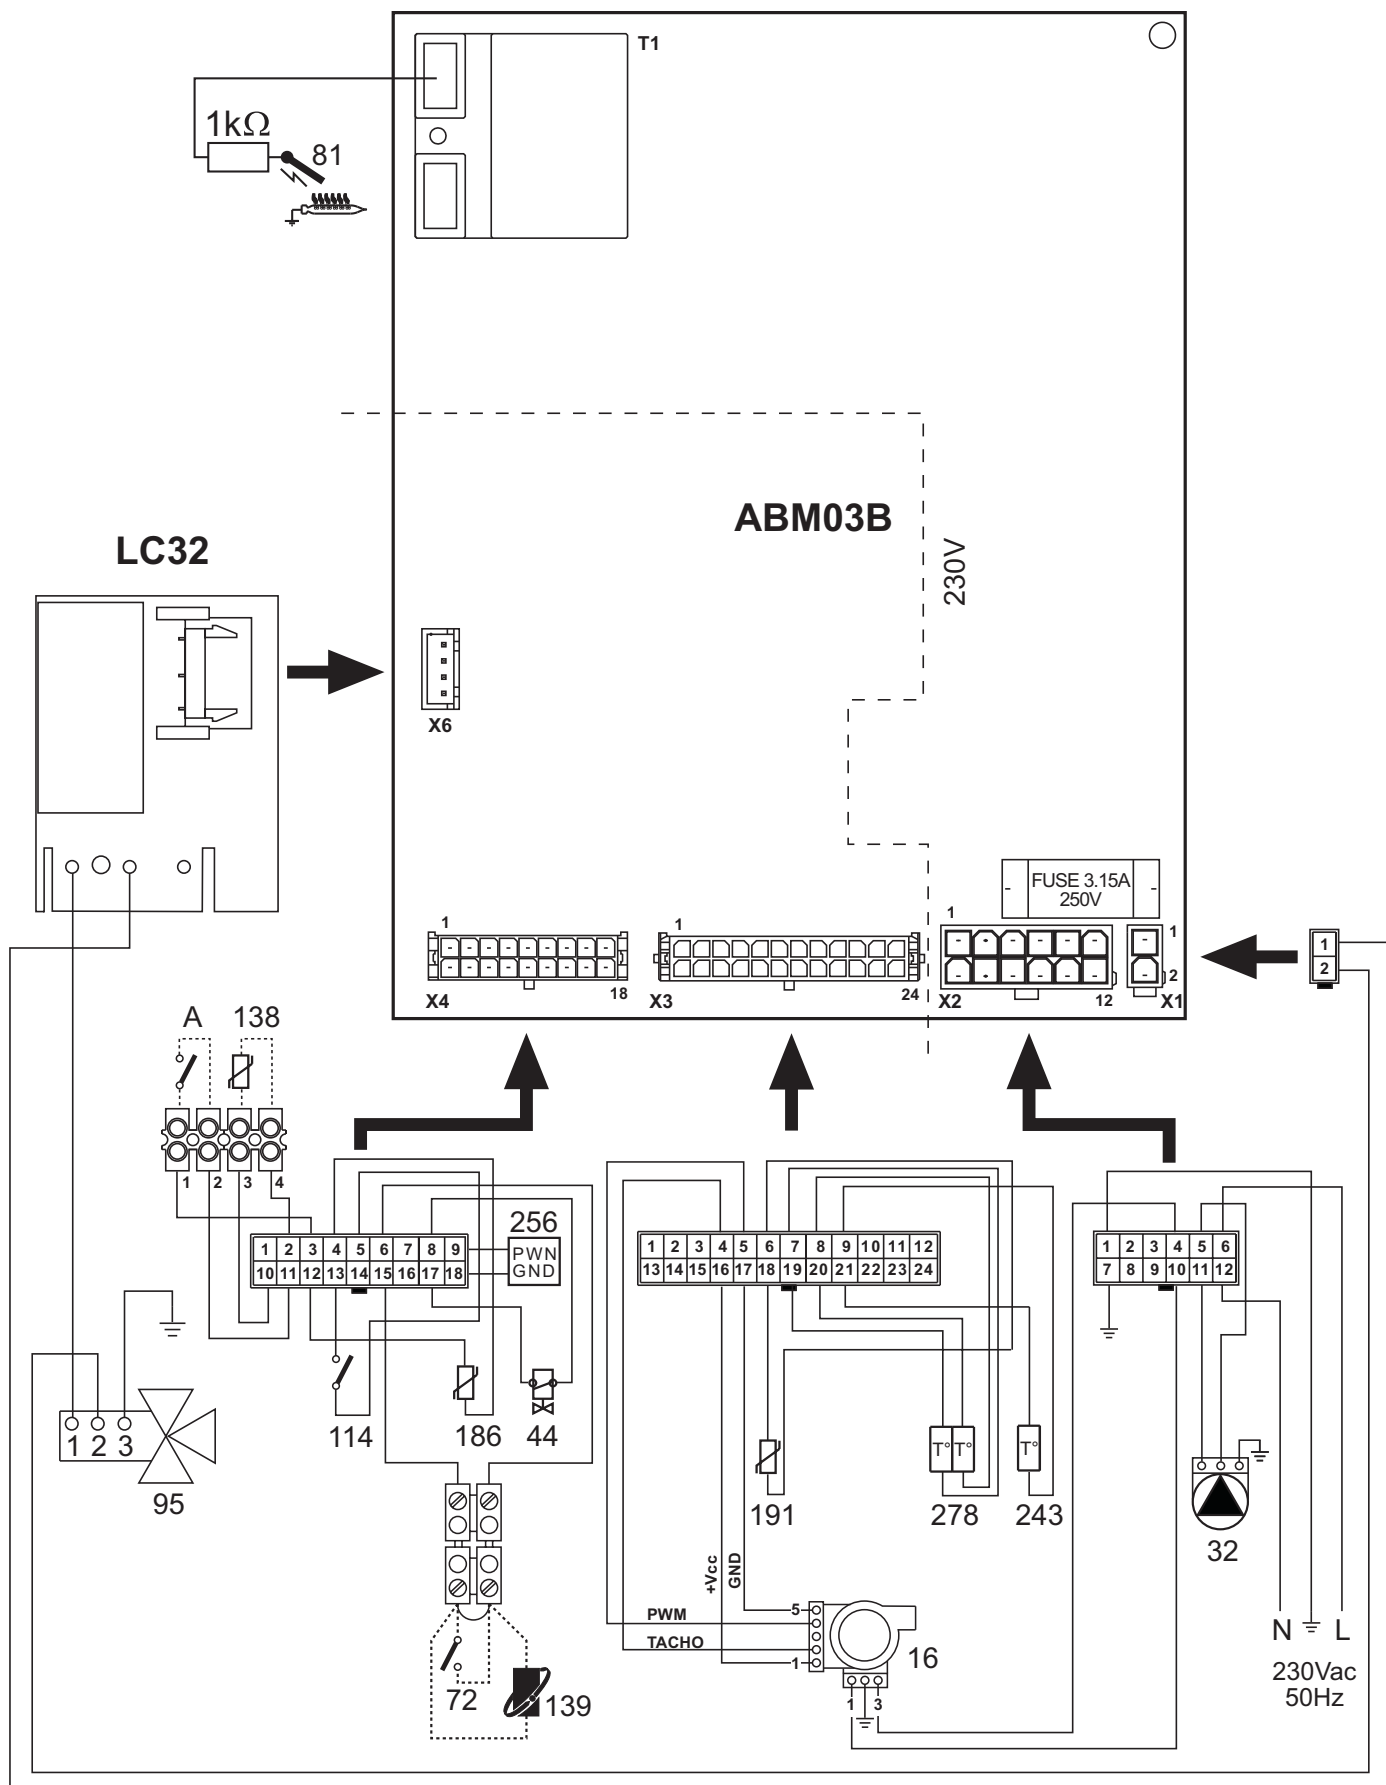 T1
1kΩ
81
ABM03B
230V
LC32
X6
FUSE 3.15A
250V
1
1
1
1
2
X4
18
X3
24
X2
12
X1
1
2
A
138
1
2
3
4
1 2 3 4 5 6 7 8 9
10 11 12 13 14 15 16 17 18
256
PWN
GND
1 2 3 4 5 6 7 8 9 10 11 12
13 14 15 16 17 18 19 20 21 22 23 24
1 2 3 4 5 6
7 8 9 10 11 12
1 2 3
95
114
186
44
191
278
243
32
+Vcc
GND
PWM
TACHO
5
1
16
1
3
72
139
N
L
230Vac
50Hz